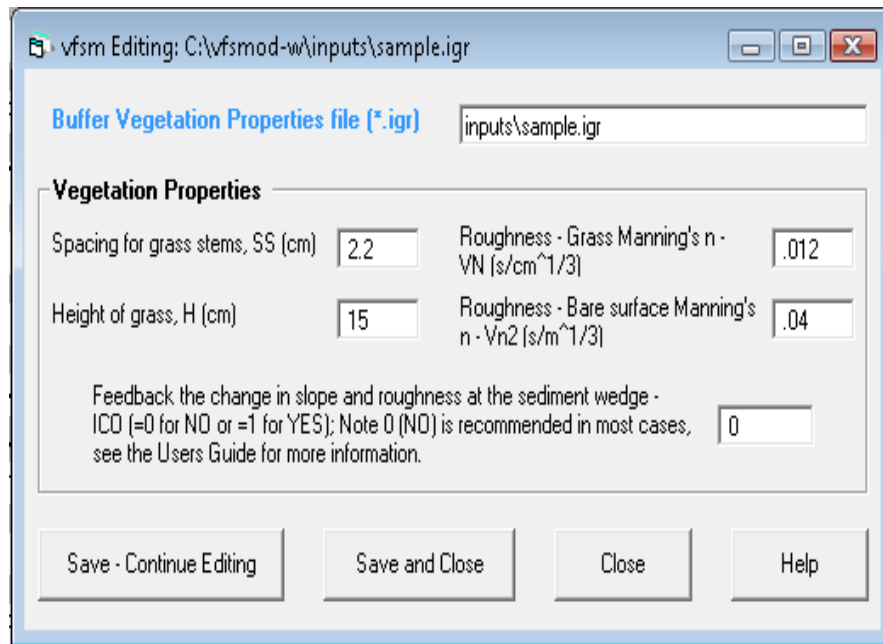 vfsm Editing: C:\vfsmod-w\inputs\sample.igr
Buffer Vegetation Properties file (*.igr)
inputs\sample.igr
Vegetation Properties
Spacing for grass stems, SS (cm)
2.2
Roughness - Grass Manning's n -
VN (s/cm^1/3)
.012
Height of grass, H (cm)
15
Roughness - Bare surface Manning's
n - Vn2 (s/m^1/3)
.04
Feedback the change in slope and roughness at the sediment wedge -
ICO (=0 for NO or =1 for YES); Note 0 (NO) is recommended in most cases,
see the Users Guide for more information.
0
Save - Continue Editing
Save and Close
Close
Help